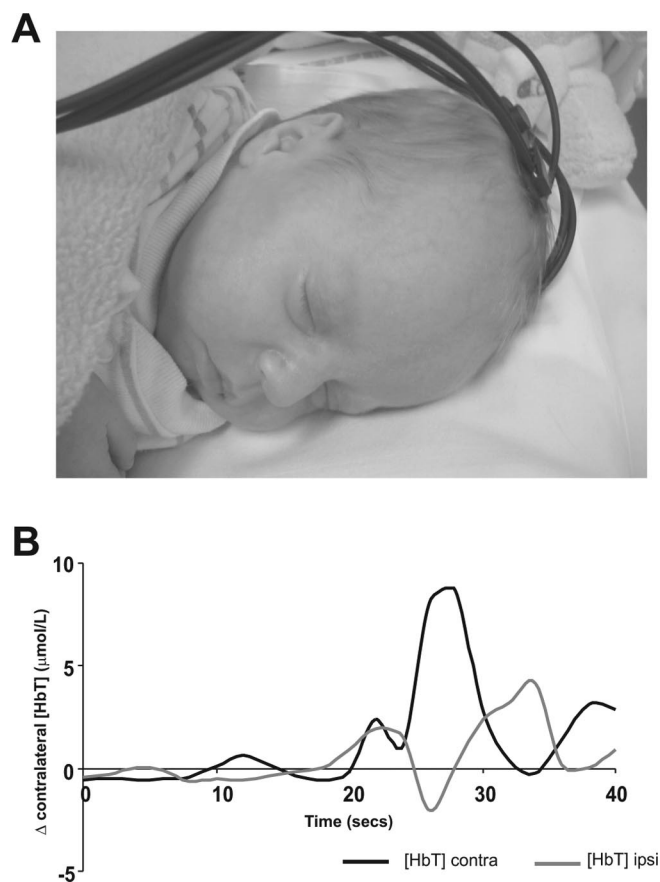 A
B
10
5
0
-5
Δ contralateral [HbT] (μmol/L)
0
10
20
30
40
Time (secs)
[HbT] contra
[HbT] ipsi